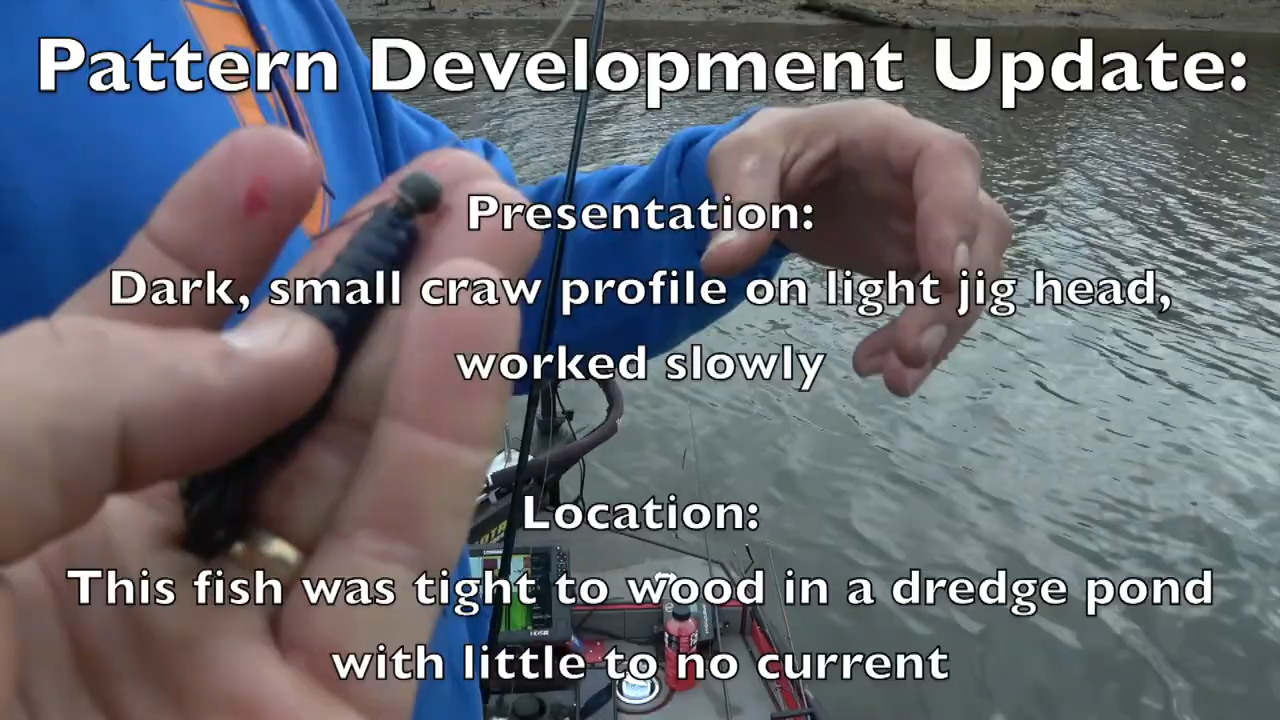 Pattern Development Update:
Presentation:
Dark, small craw profile on light jig head,
worked slowly
Location:
This fish was tight to wood in a dredge pond
with little to no current